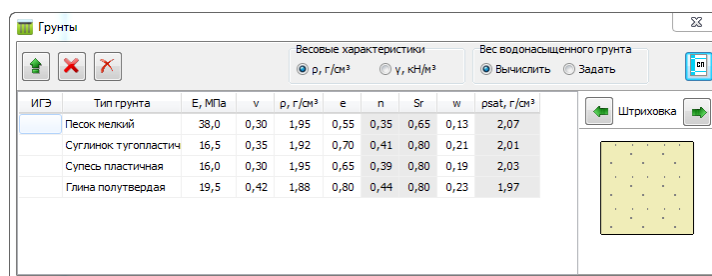 Грунты
Весовые характеристики
ρ, г/см³ γ, кН/м³
Вес водонасыщенного грунта
Вычислить Задать
СП
ИГЭ Тип грунта E, МПа ν ρ, г/см³ e n Sr w ρsat, г/см³
Песок мелкий 38,0 0,30 1,95 0,55 0,35 0,65 0,13 2,07
Суглинок тугопластич 16,5 0,35 1,92 0,70 0,41 0,80 0,21 2,01
Супесь пластичная 16,0 0,30 1,95 0,65 0,39 0,80 0,19 2,03
Глина полутвердая 19,5 0,42 1,88 0,80 0,44 0,80 0,23 1,97
Штриховка